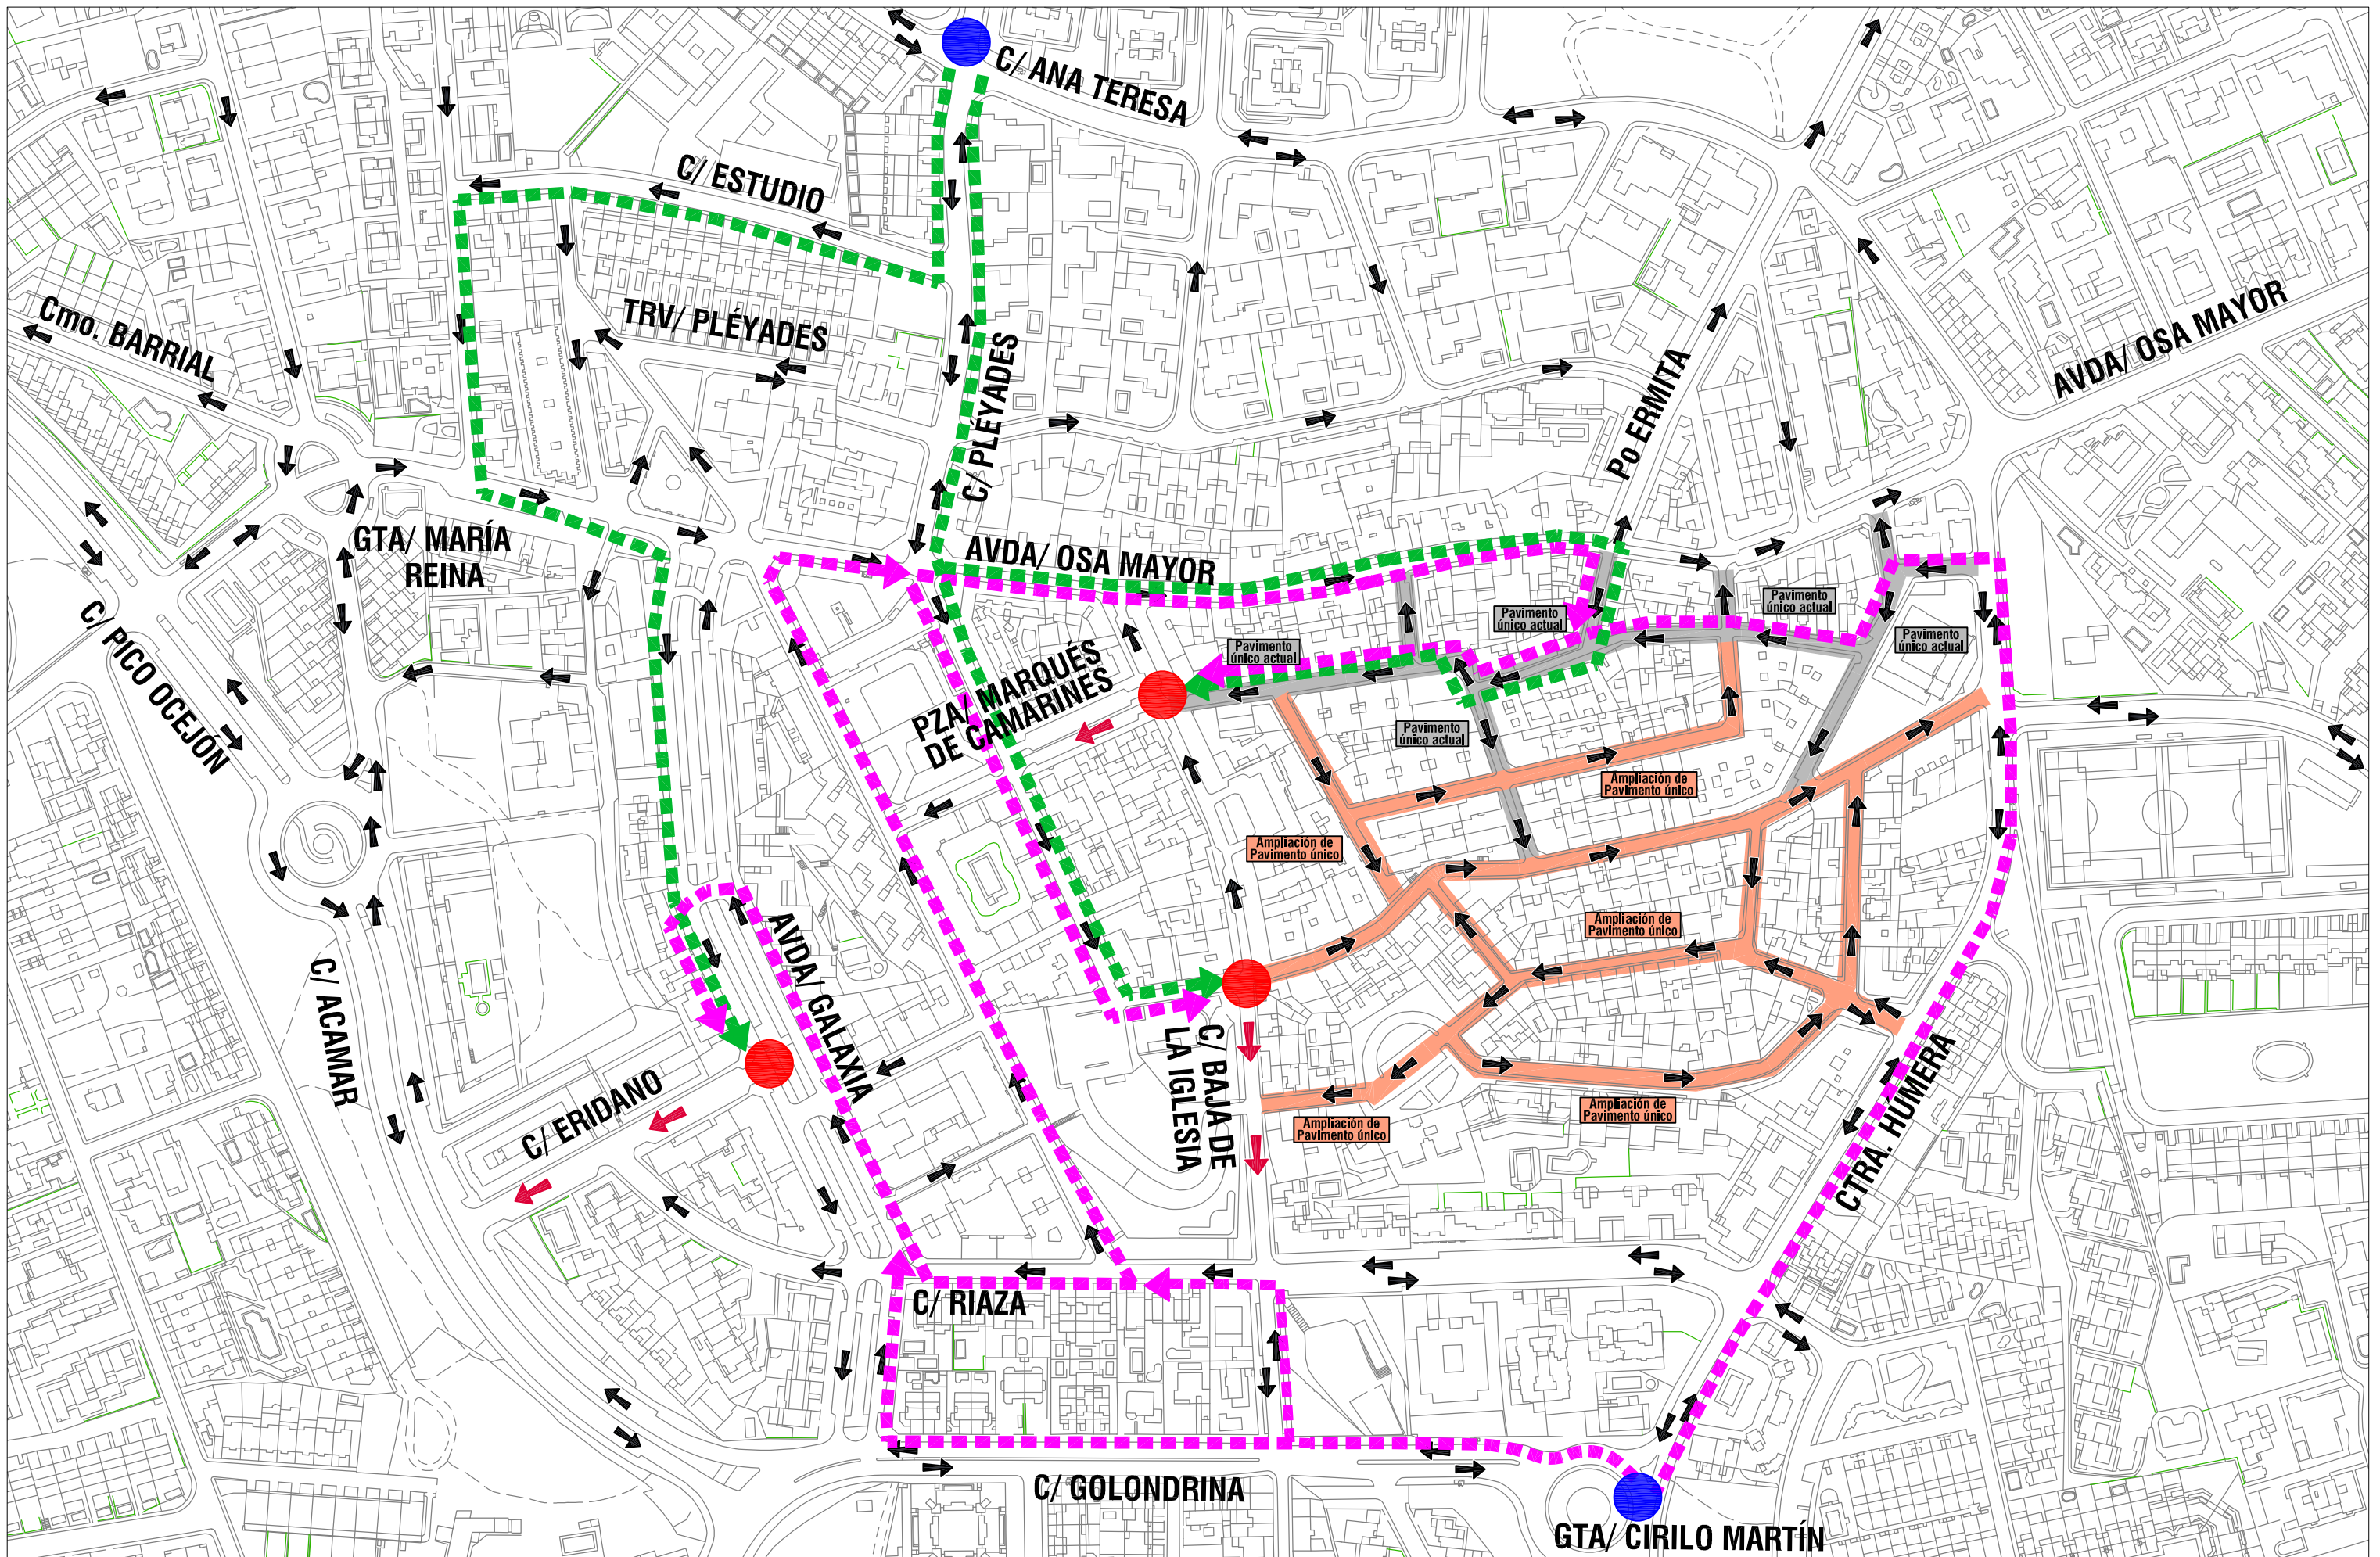 C/ ANA TERESA
C/ ESTUDIO
TRV/ PLÉYADES
Cmo. BARRIAL
AVDA/ OSA MAYOR
C/ PLÉYADES
Po ERMITA
GTA/ MARÍA
REINA
AVDA/ OSA MAYOR
C/ PICO OCEJÓN
Pavimento
único actual
Pavimento
único actual
Pavimento
único actual
Pavimento
único actual
PZA/ MARQUÉS
DE CAMARINES
Pavimento
único actual
Ampliación de
Pavimento único
Ampliación de
Pavimento único
Ampliación de
Pavimento único
AVDA/ GALAXIA
C/ ACAMAR
C/ ERIDANO
C/ BAJA DE
LA IGLESIA
Ampliación de
Pavimento único
Ampliación de
Pavimento único
CTRA. HÚMERA
C/ RIAZA
C/ GOLONDRINA
GTA/ CIRILO MARTÍN